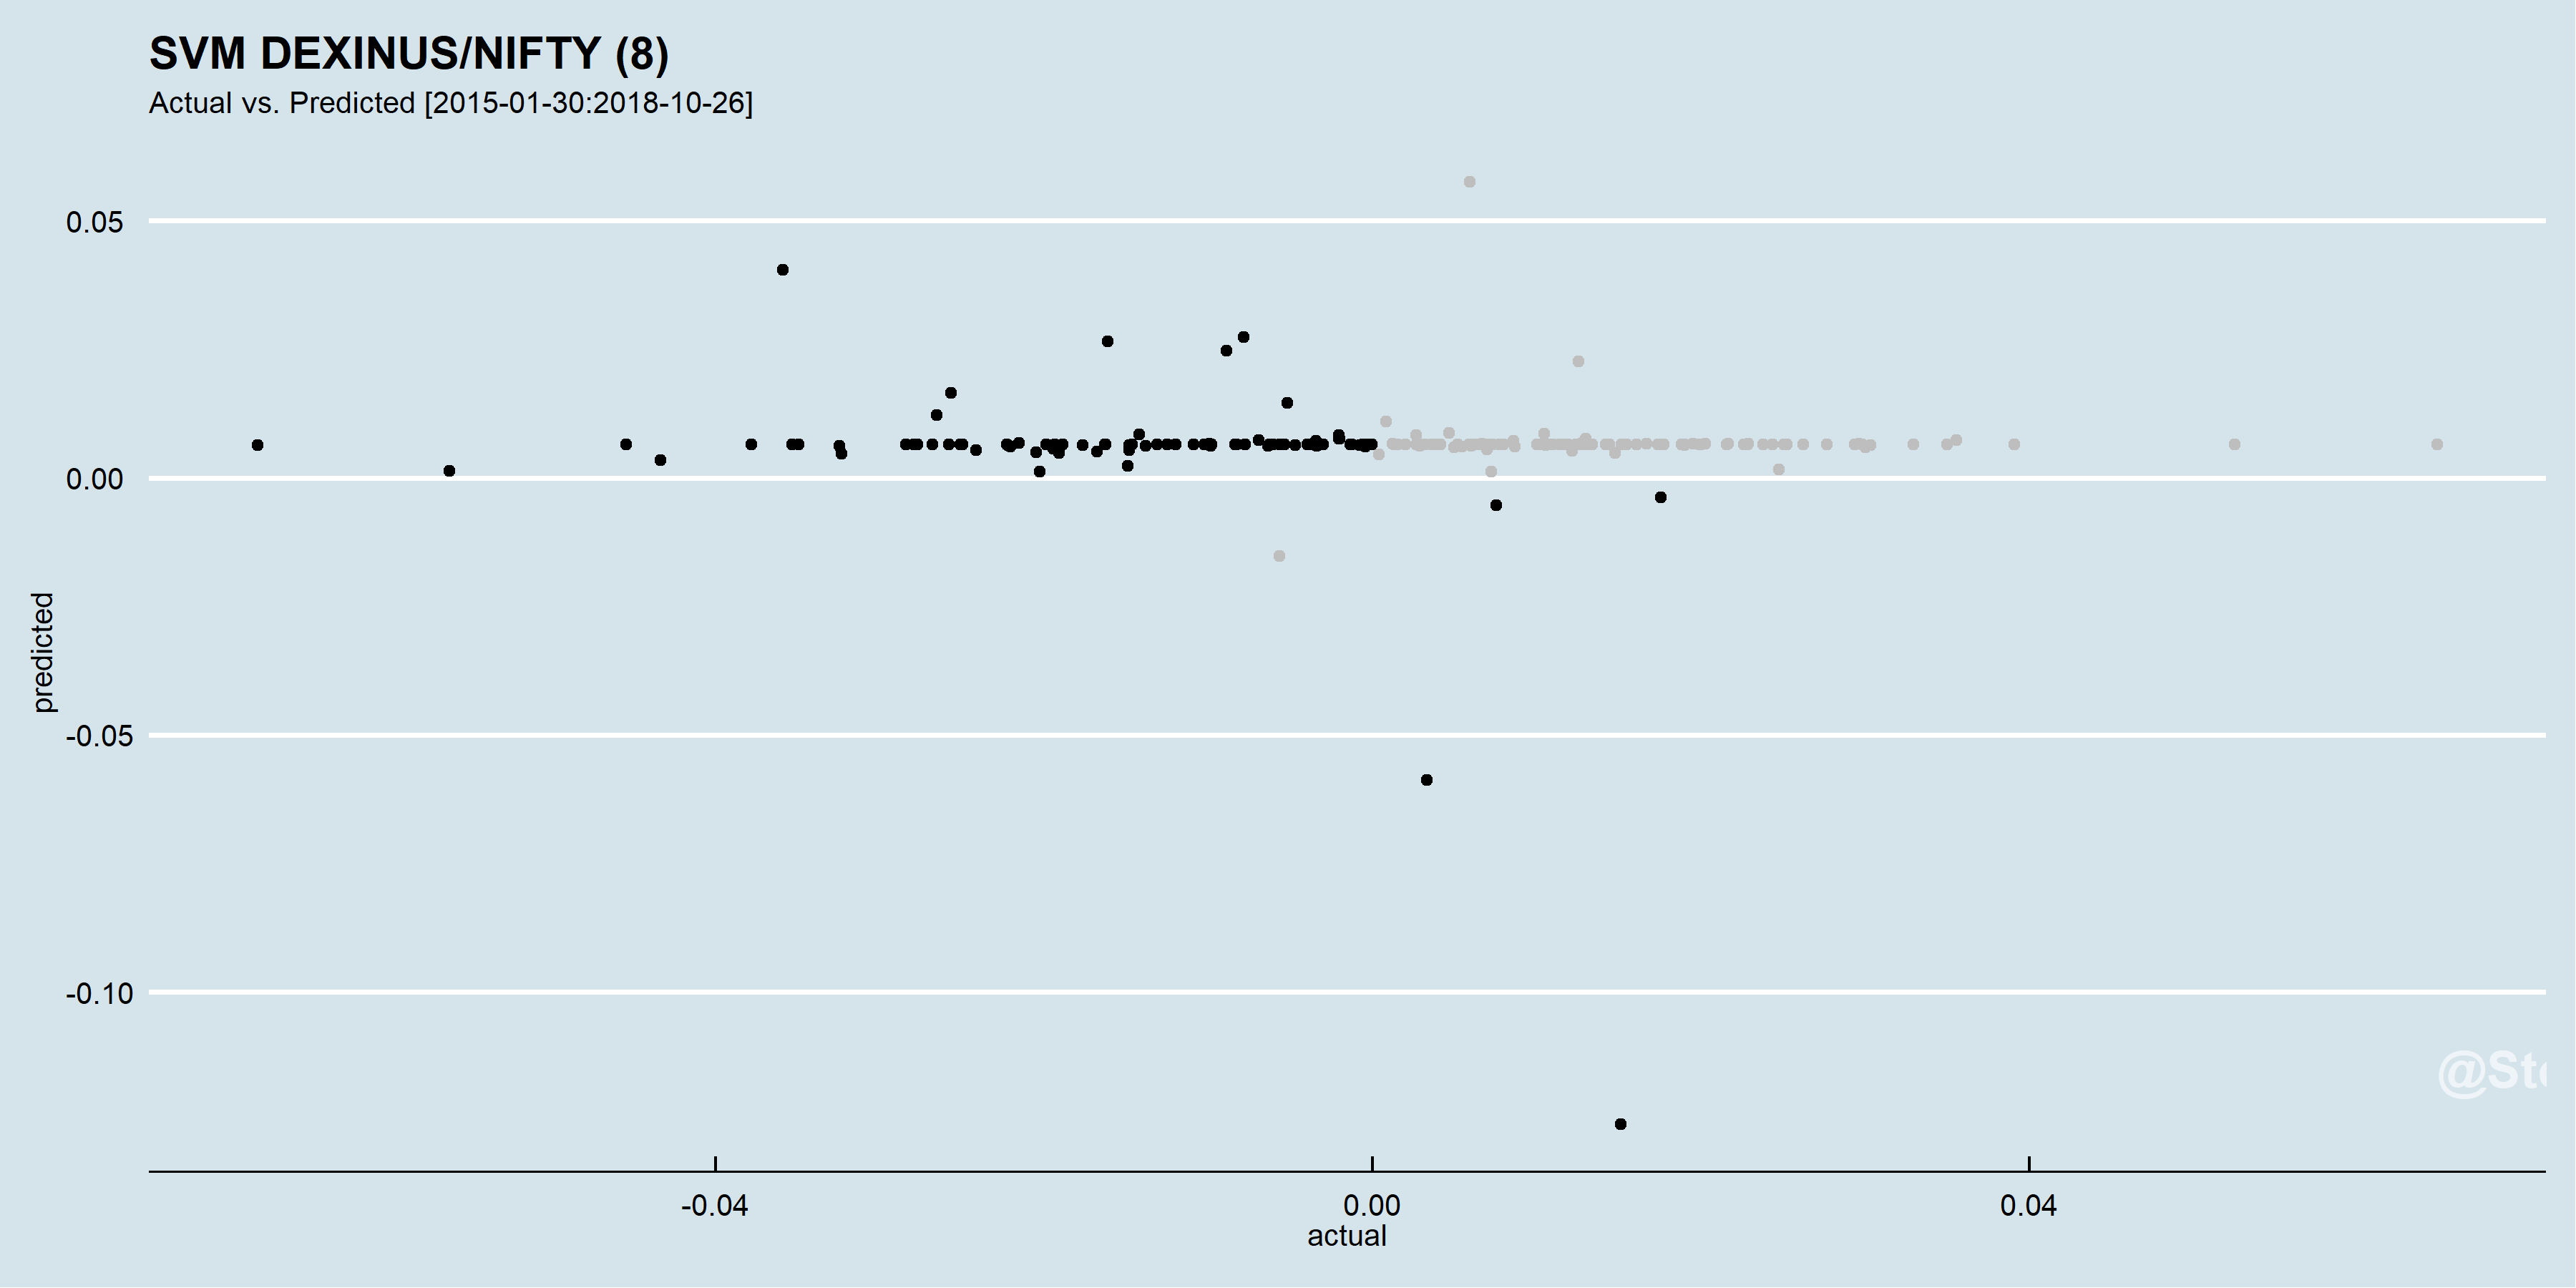 SVM DEXINUS/NIFTY (8)
Actual vs. Predicted [2015-01-30:2018-10-26]
0.05
0.00
-0.05
-0.10
predicted
-0.04
0.00
0.04
actual